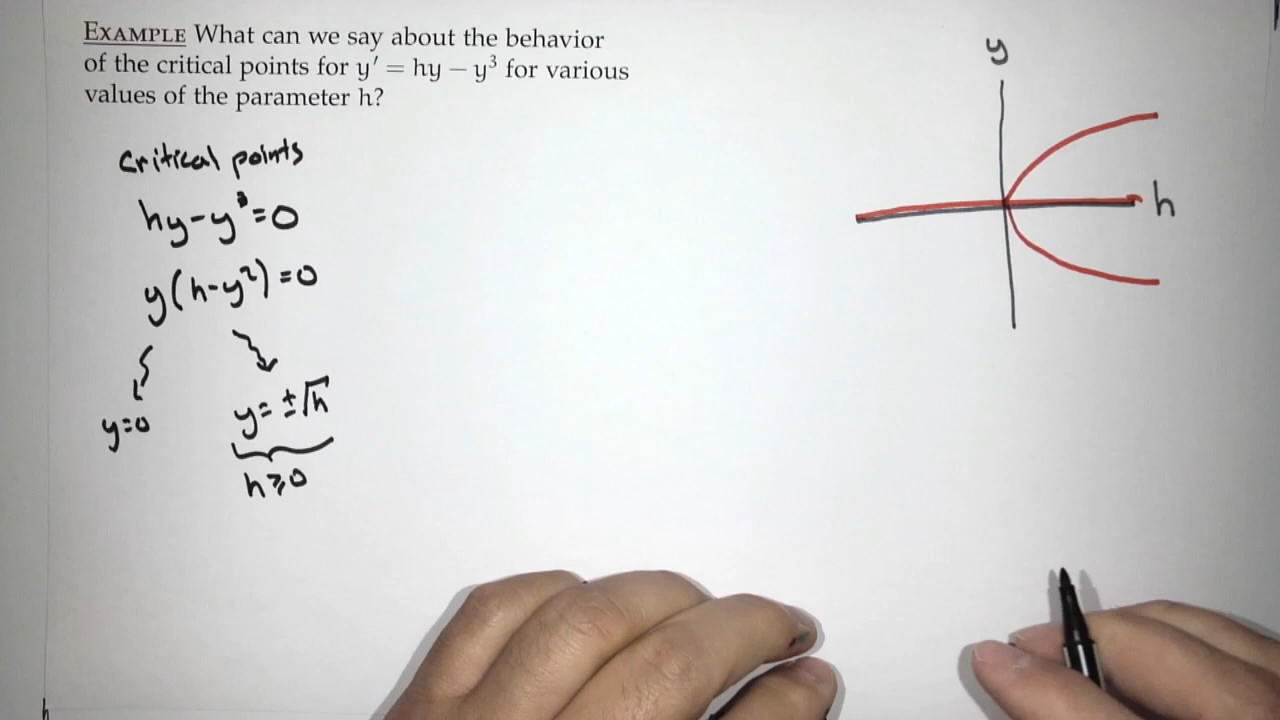 EXAMPLE What can we say about the behavior
of the critical points for y′ = hy − y³ for various
values of the parameter h?
critical points
hy-y³=0
y(h-y²)=0
y=0
y=±√h
h≥0
y
h